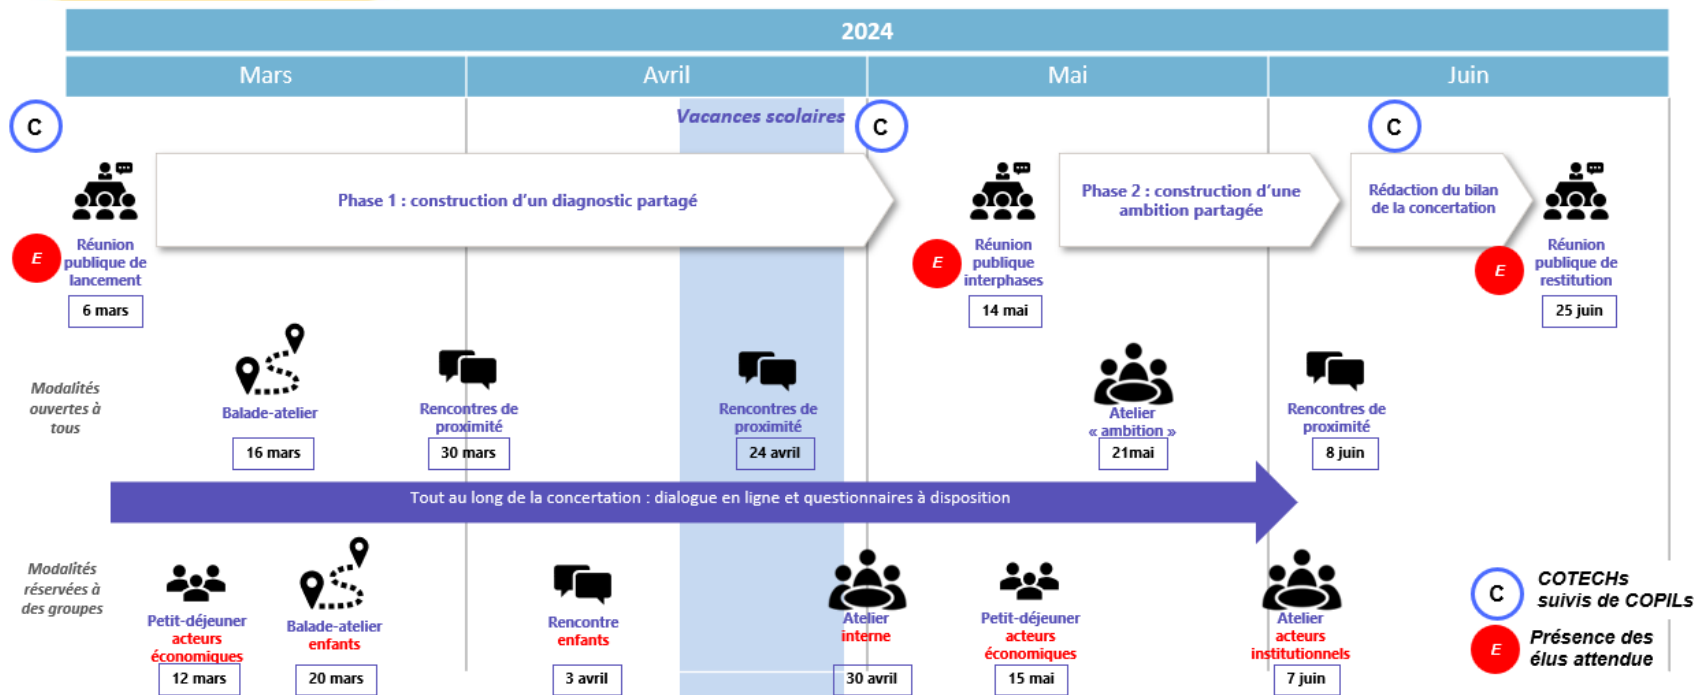 2024
Mars
Avril
Mai
Juin
Vacances scolaires
C
C
C
Phase 1 : construction d’un diagnostic partagé
Phase 2 : construction d’une
ambition partagée
Rédaction du bilan
de la concertation
E
Réunion
publique de
lancement
6 mars
E
Réunion
publique
interphases
14 mai
E
Réunion
publique de
restitution
25 juin
Modalités
ouvertes à
tous
Balade-atelier
16 mars
Rencontres de
proximité
30 mars
Rencontres de
proximité
24 avril
Atelier
« ambition »
21mai
Rencontres de
proximité
8 juin
Tout au long de la concertation : dialogue en ligne et questionnaires à disposition
Modalités
réservées à
des groupes
Petit-déjeuner
acteurs
économiques
12 mars
Balade-atelier
enfants
20 mars
Rencontre
enfants
3 avril
Atelier
interne
30 avril
Petit-déjeuner
acteurs
économiques
15 mai
Atelier
acteurs
institutionnels
7 juin
C
COTECHs
suivis de COPILs
E
Présence des
élus attendue